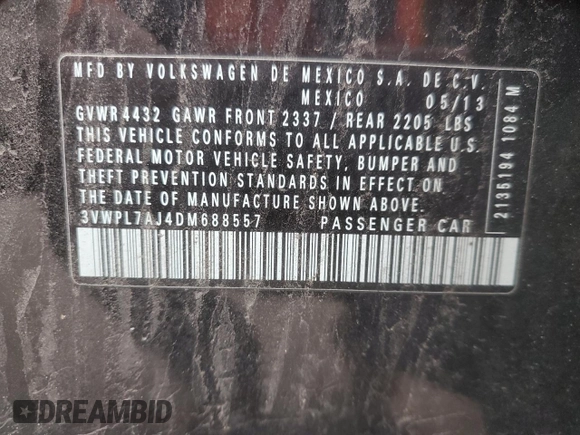 MFD BY VOLKSWAGEN DE MEXICO S.A. DE C.V.
MEXICO 05/13
GVWR 4432 GAWR FRONT 2337 / REAR 2205 LBS
THIS VEHICLE CONFORMS TO ALL APPLICABLE U.S.
FEDERAL MOTOR VEHICLE SAFETY, BUMPER AND
THEFT PREVENTION STANDARDS IN EFFECT ON
THE DATE OF MANUFACTURE SHOWN ABOVE.
3VWPL7AJ4DM688557 PASSENGER CAR
2135194 1084 M
DREAMBID